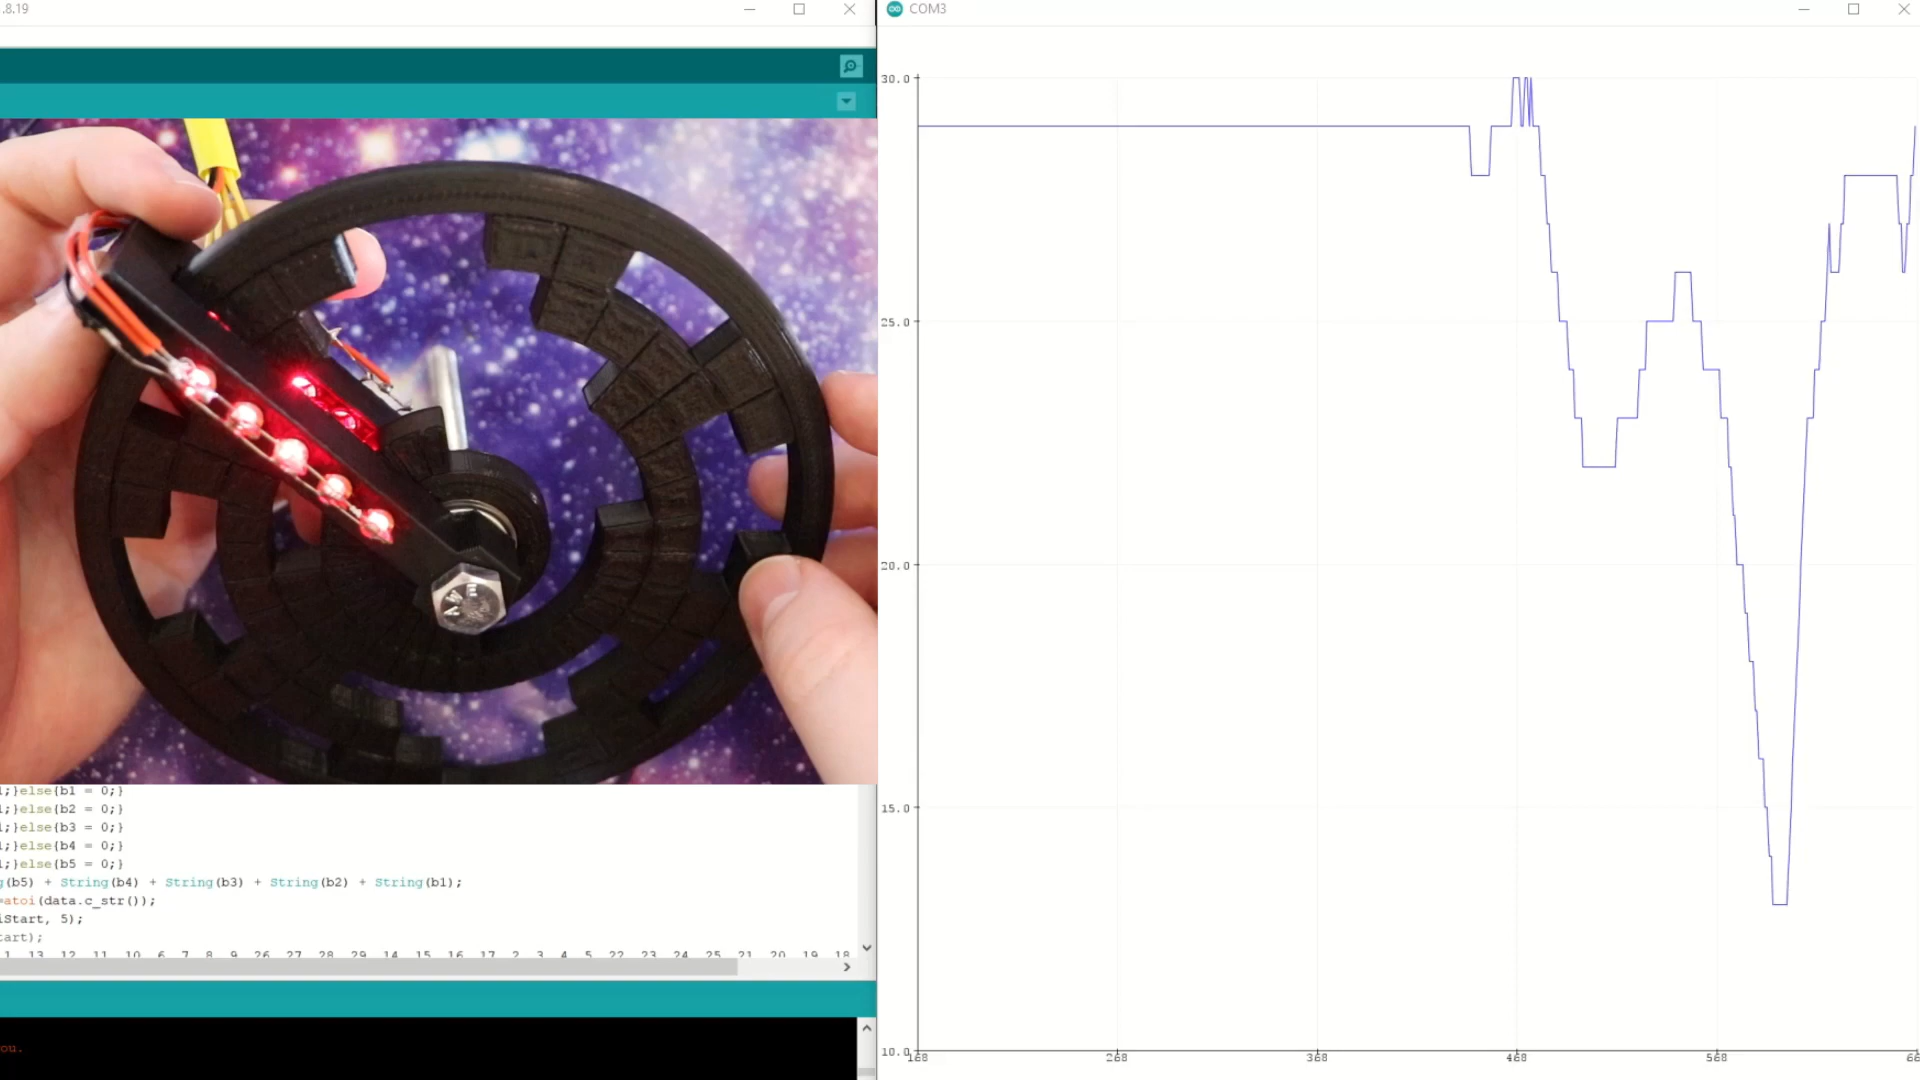 .8.19
COM3
30.0
25.0
20.0
15.0
10.0
168 268 368 468 568
;}else{b1 = 0;}
;}else{b2 = 0;}
;}else{b3 = 0;}
;}else{b4 = 0;}
;}else{b5 = 0;}
(b5) + String(b4) + String(b3) + String(b2) + String(b1);
=atoi(data.c_str());
iStart, 5);
tart);
1 13 12 11 10 6 7 8 9 26 27 28 29 14 15 16 17 2 3 4 5 22 23 24 25 21 20 19 18
ou.